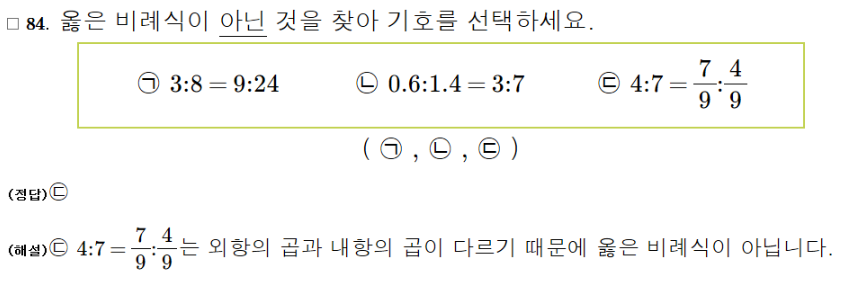 □ 84. 옳은 비례식이 아닌 것을 찾아 기호를 선택하세요.
㉠ 3:8=9:24 ㉡ 0.6:1.4=3:7 ㉢ 4:7=7/9:4/9
( ㉠ , ㉡ , ㉢ )
(정답)㉢
(해설)㉢ 4:7=7/9:4/9는 외항의 곱과 내항의 곱이 다르기 때문에 옳은 비례식이 아닙니다.